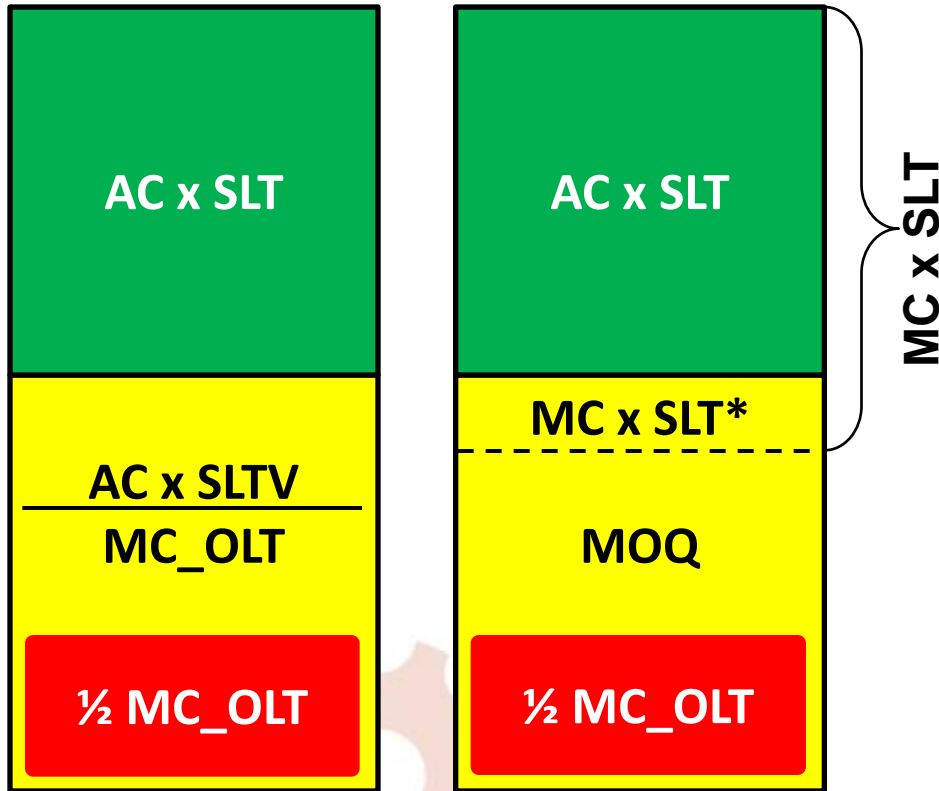 AC x SLT
AC x SLTV
MC_OLT
½ MC_OLT
AC x SLT
MC x SLT*
MOQ
½ MC_OLT
MC x SLT